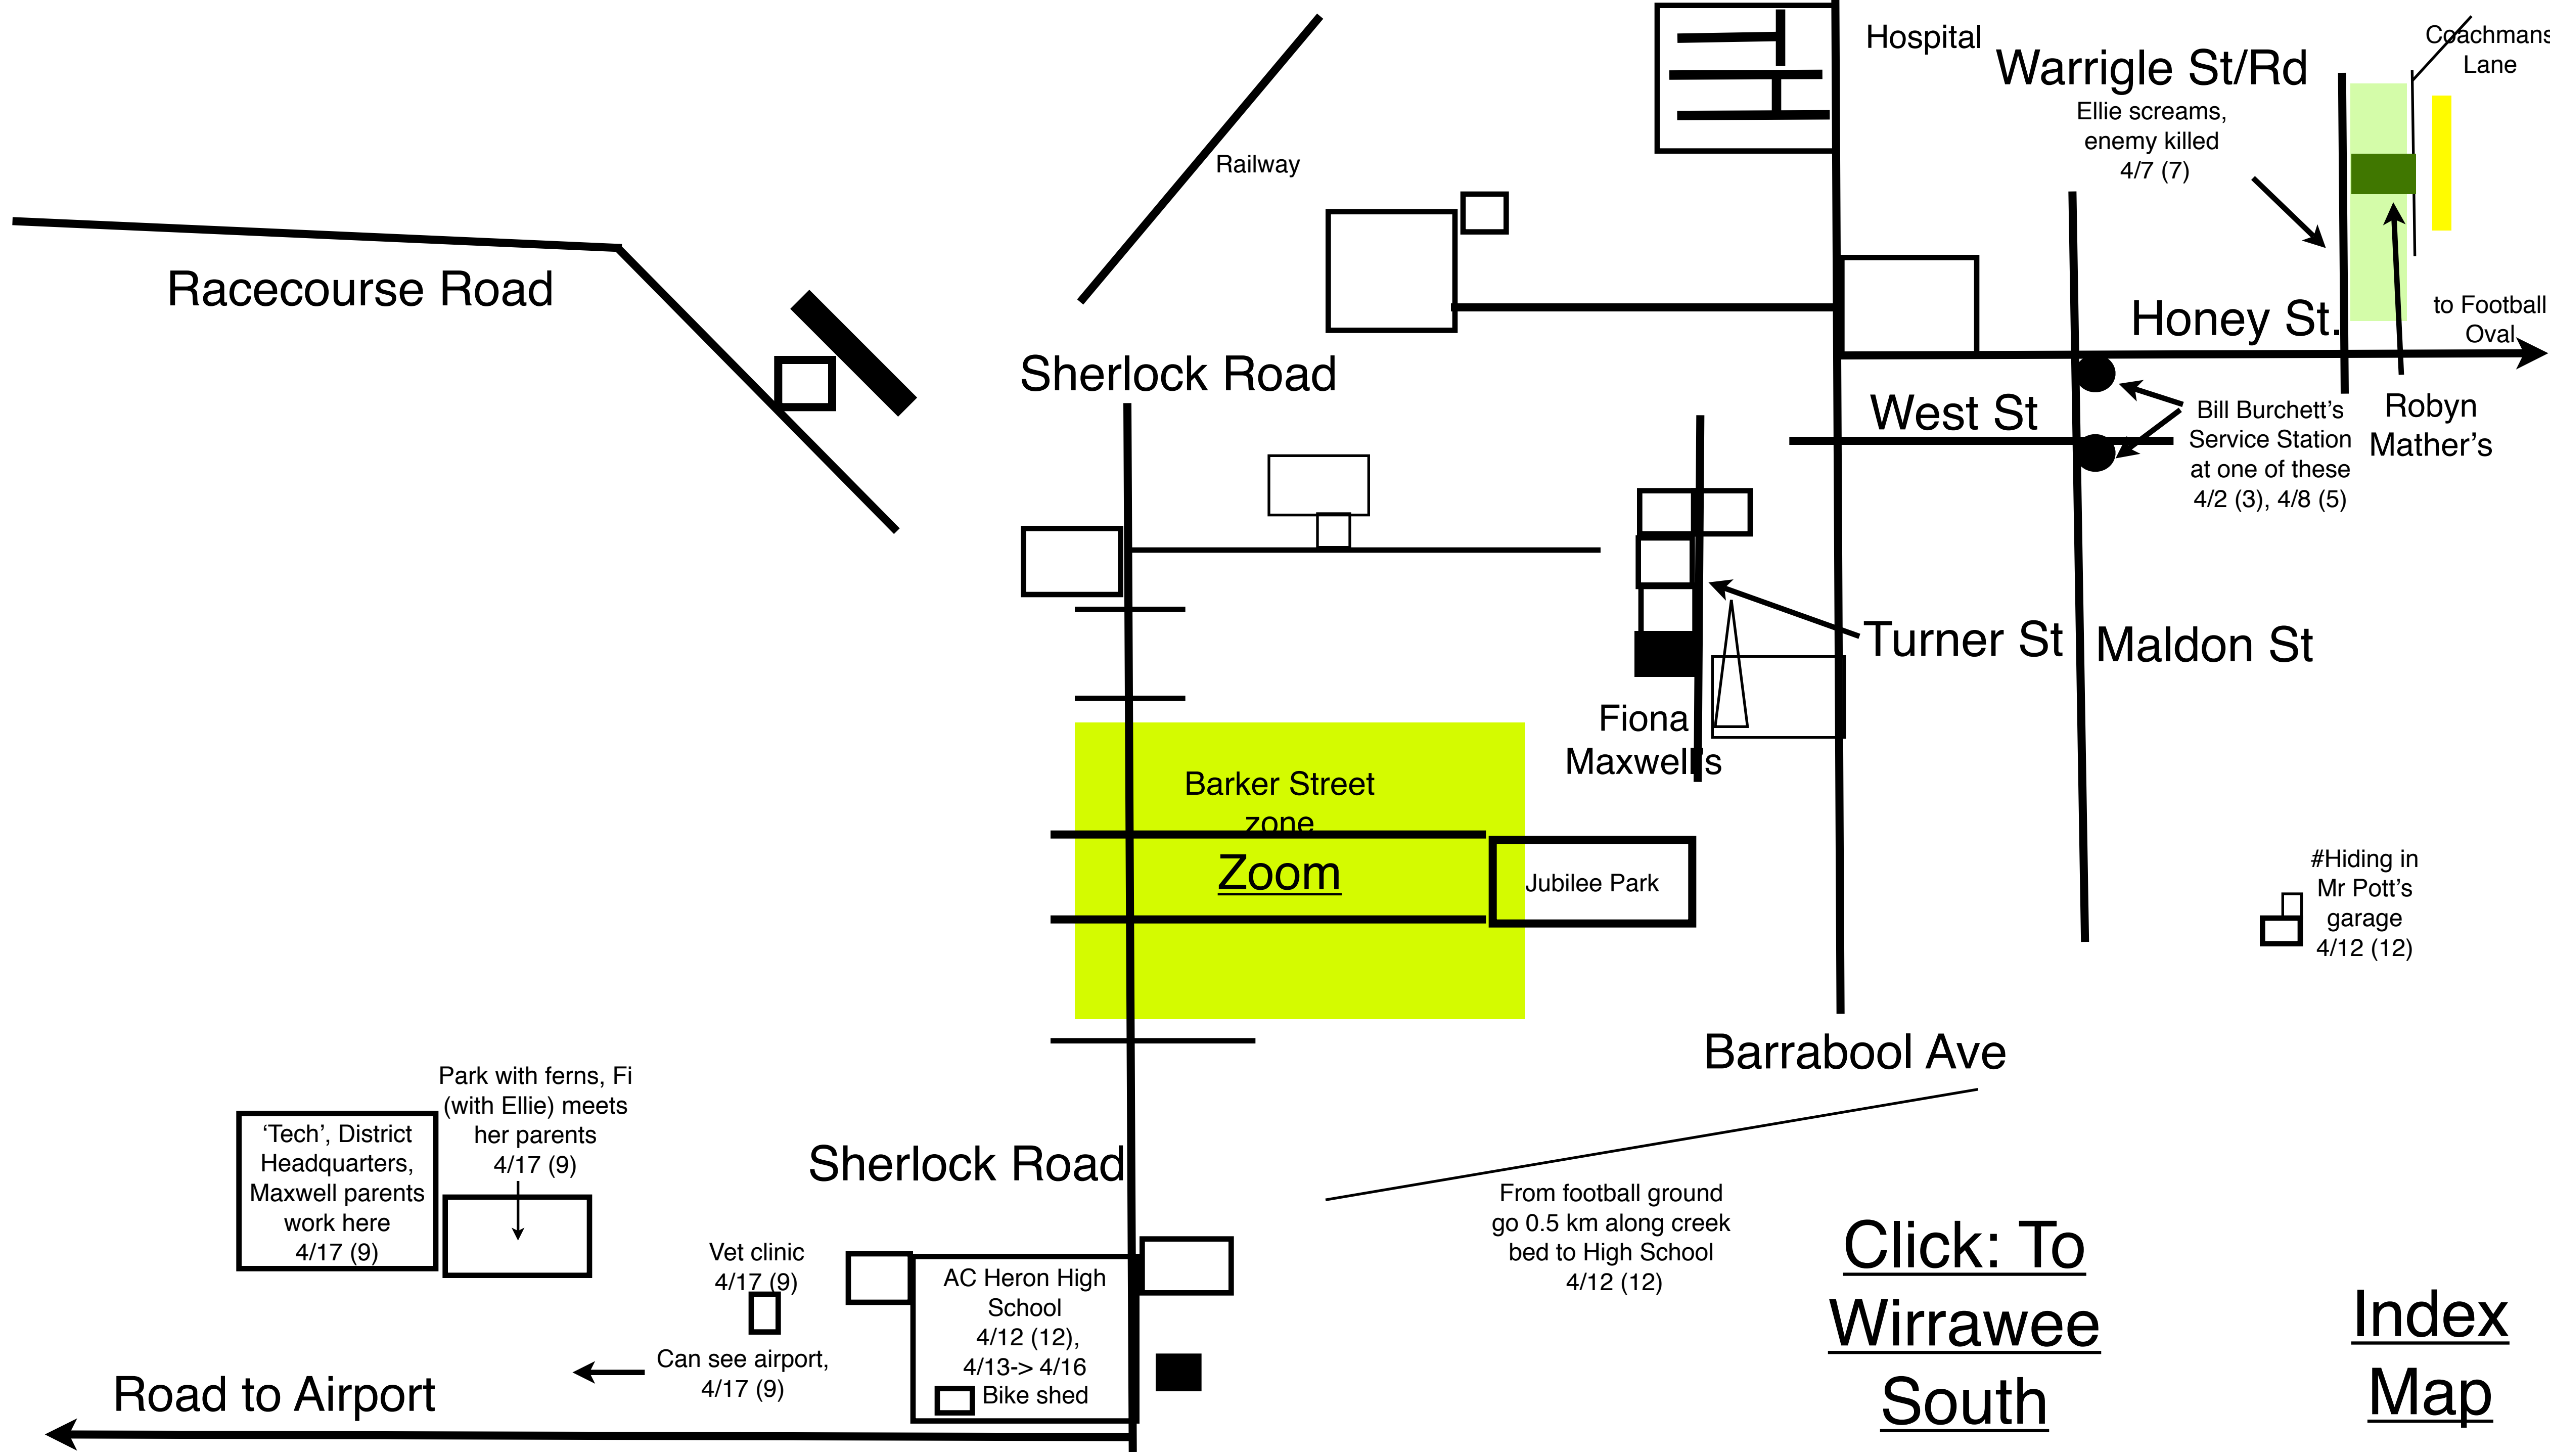 Hospital
Coachmans
Lane
Warrigle St/Rd
Ellie screams,
enemy killed
4/7 (7)
Railway
Racecourse Road
Honey St.
to Football
Oval
Sherlock Road
West St
Bill Burchett’s
Service Station
at one of these
4/2 (3), 4/8 (5)
Robyn
Mather’s
Turner St
Maldon St
Fiona
Maxwell’s
Barker Street
zone
Zoom
Jubilee Park
#Hiding in
Mr Pott’s
garage
4/12 (12)
Barrabool Ave
Park with ferns, Fi
(with Ellie) meets
her parents
4/17 (9)
‘Tech’, District
Headquarters,
Maxwell parents
work here
4/17 (9)
Sherlock Road
From football ground
go 0.5 km along creek
bed to High School
4/12 (12)
Vet clinic
4/17 (9)
AC Heron High
School
4/12 (12),
4/13-> 4/16
Bike shed
Can see airport,
4/17 (9)
Road to Airport
Click: To
Wirrawee
South
Index
Map